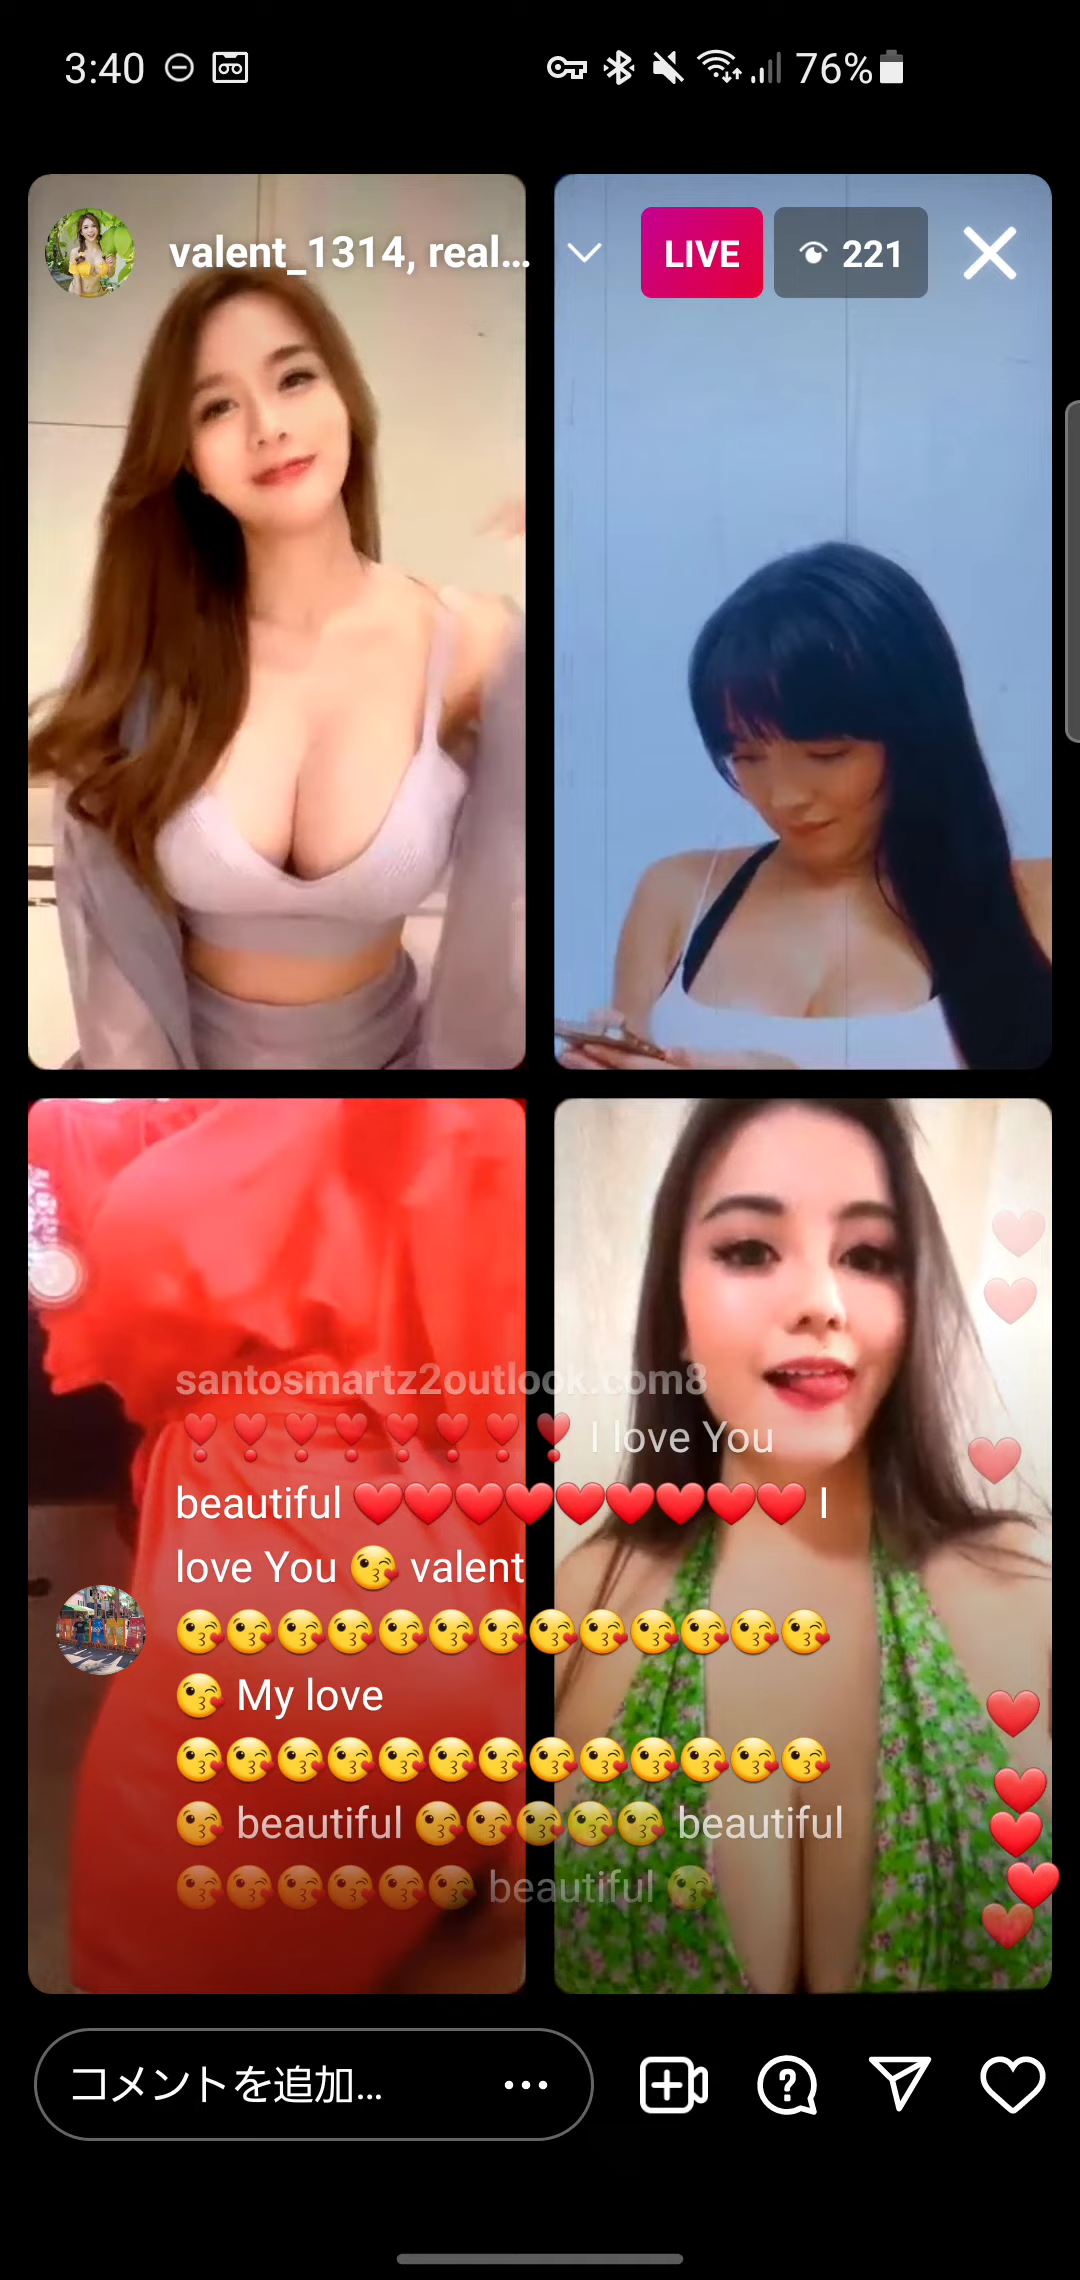 3:40
76%
valent_1314, real...
LIVE
221
santosmartz2outlook.com8
❣❣❣❣❣❣❣❣ I love You
beautiful ❤❤❤❤❤❤❤❤❤ I
love You 😘 valent
😘😘😘😘😘😘😘😘😘😘😘😘😘
😘 My love
😘😘😘😘😘😘😘😘😘😘😘😘😘
😘 beautiful 😘😘😘😘😘 beautiful
😘😘😘😘😘😘 beautiful 😘
コメントを追加...